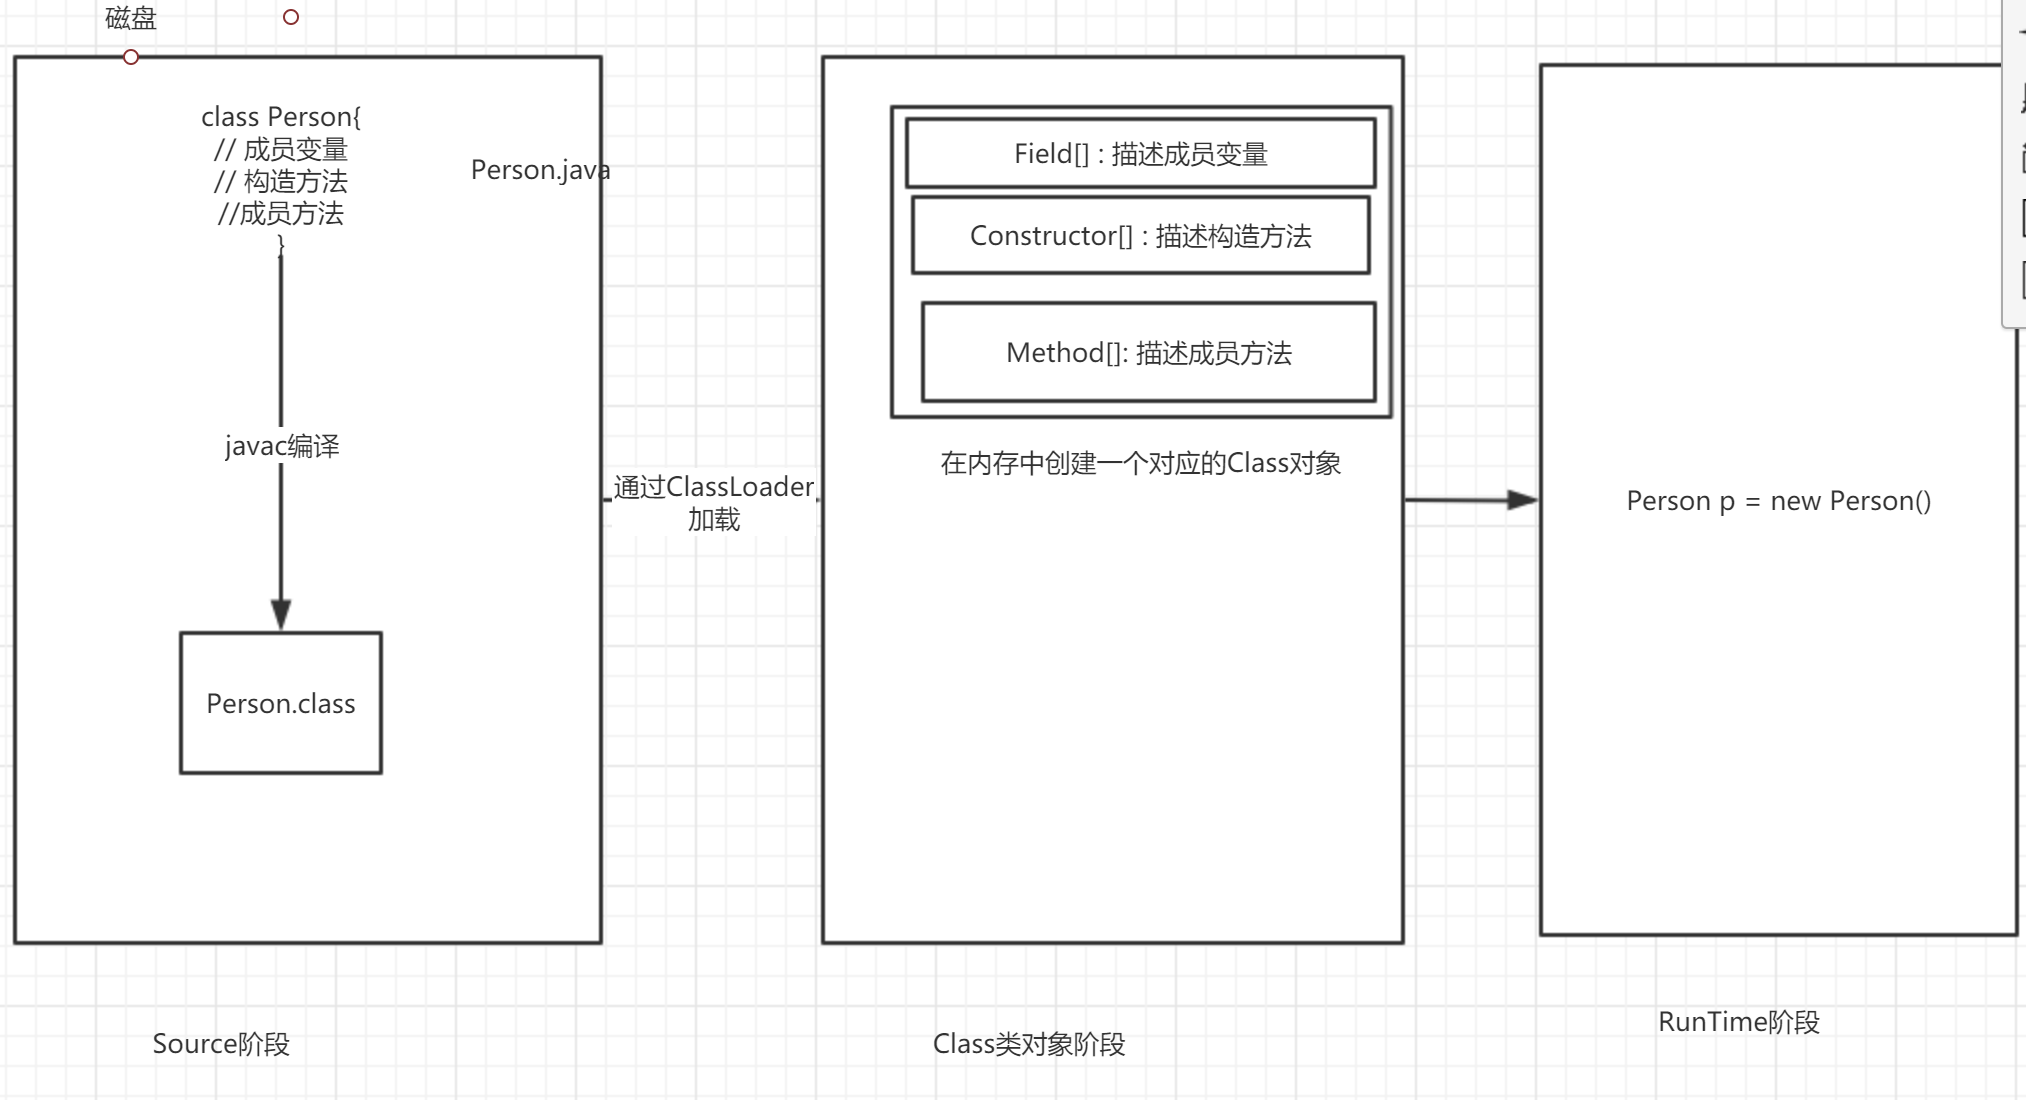 磁盘
class Person{
// 成员变量
// 构造方法
//成员方法
}
Person.java
javac编译
Person.class
Source阶段
通过ClassLoader
加载
Field[] : 描述成员变量
Constructor[] : 描述构造方法
Method[]: 描述成员方法
在内存中创建一个对应的Class对象
Class类对象阶段
Person p = new Person()
RunTime阶段